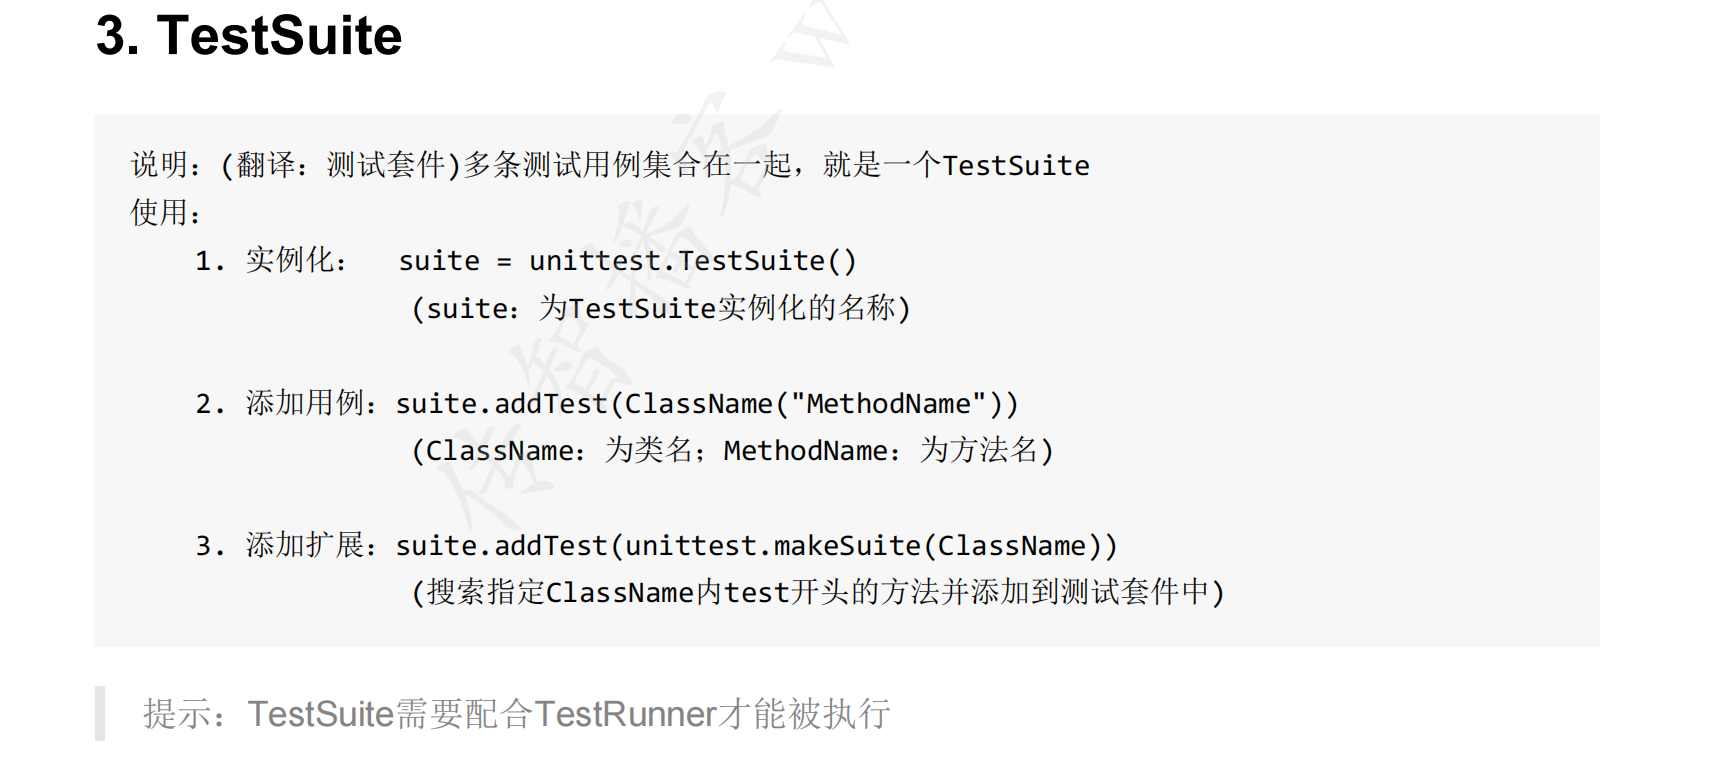 3. TestSuite
说明：(翻译：测试套件)多条测试用例集合在一起，就是一个TestSuite
使用：
1. 实例化： suite = unittest.TestSuite()
(suite：为TestSuite实例化的名称)
2. 添加用例：suite.addTest(ClassName("MethodName"))
(ClassName：为类名；MethodName：为方法名)
3. 添加扩展：suite.addTest(unittest.makeSuite(ClassName))
(搜索指定ClassName内test开头的方法并添加到测试套件中)
提示：TestSuite需要配合TestRunner才能被执行
传智播客 w